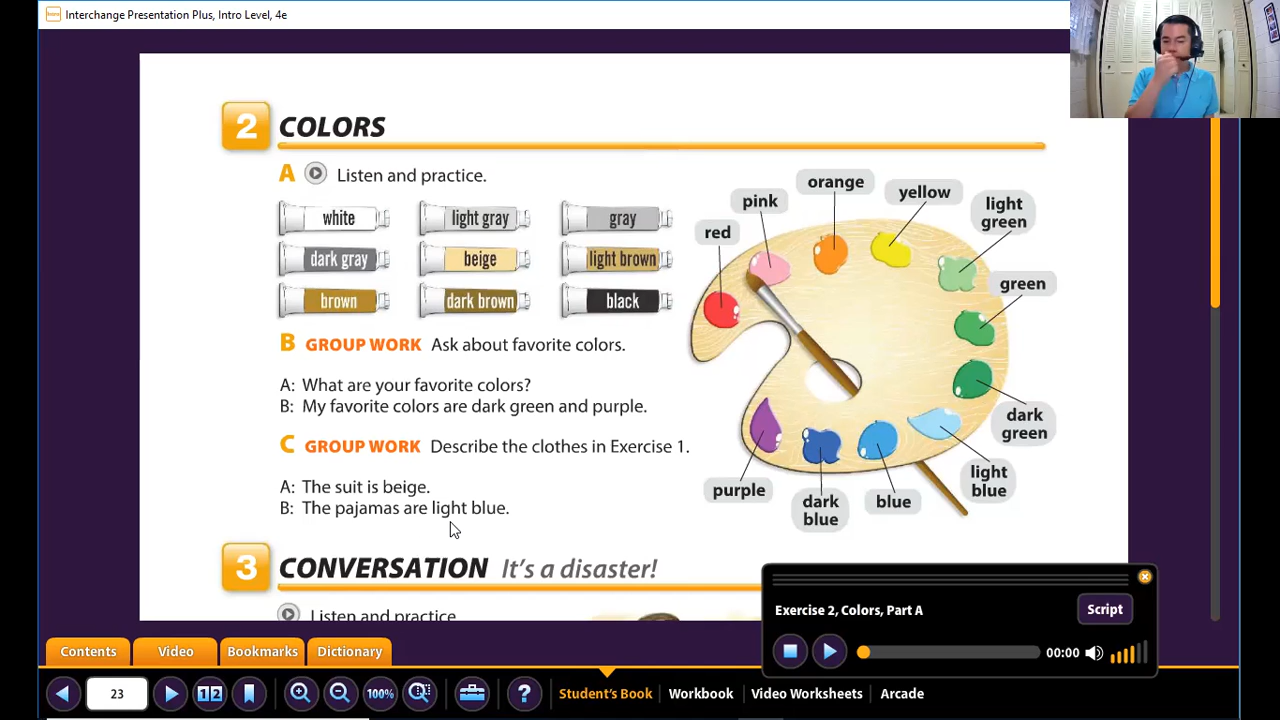 Interchange Presentation Plus, Intro Level, 4e
2 COLORS
A Listen and practice.
white light gray gray
dark gray beige light brown
brown dark brown black
B GROUP WORK Ask about favorite colors.
A: What are your favorite colors?
B: My favorite colors are dark green and purple.
C GROUP WORK Describe the clothes in Exercise 1.
A: The suit is beige.
B: The pajamas are light blue.
red
pink
orange
yellow
light
green
green
dark
green
light
blue
blue
dark
blue
purple
3 CONVERSATION It's a disaster!
Listen and practice
Exercise 2, Colors, Part A
Script
00:00
Contents Video Bookmarks Dictionary
23
1 2
100%
?
Student's Book Workbook Video Worksheets Arcade